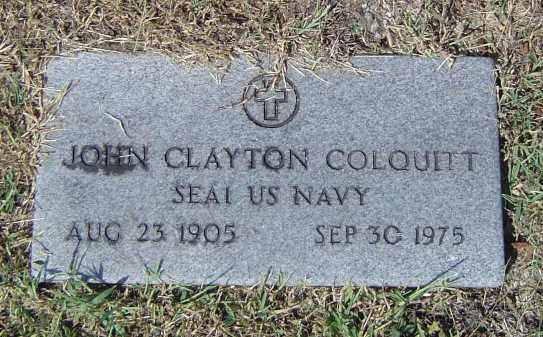 JOHN CLAYTON COLQUITT
SEA1 US NAVY
AUG 23 1905 SEP 30 1975